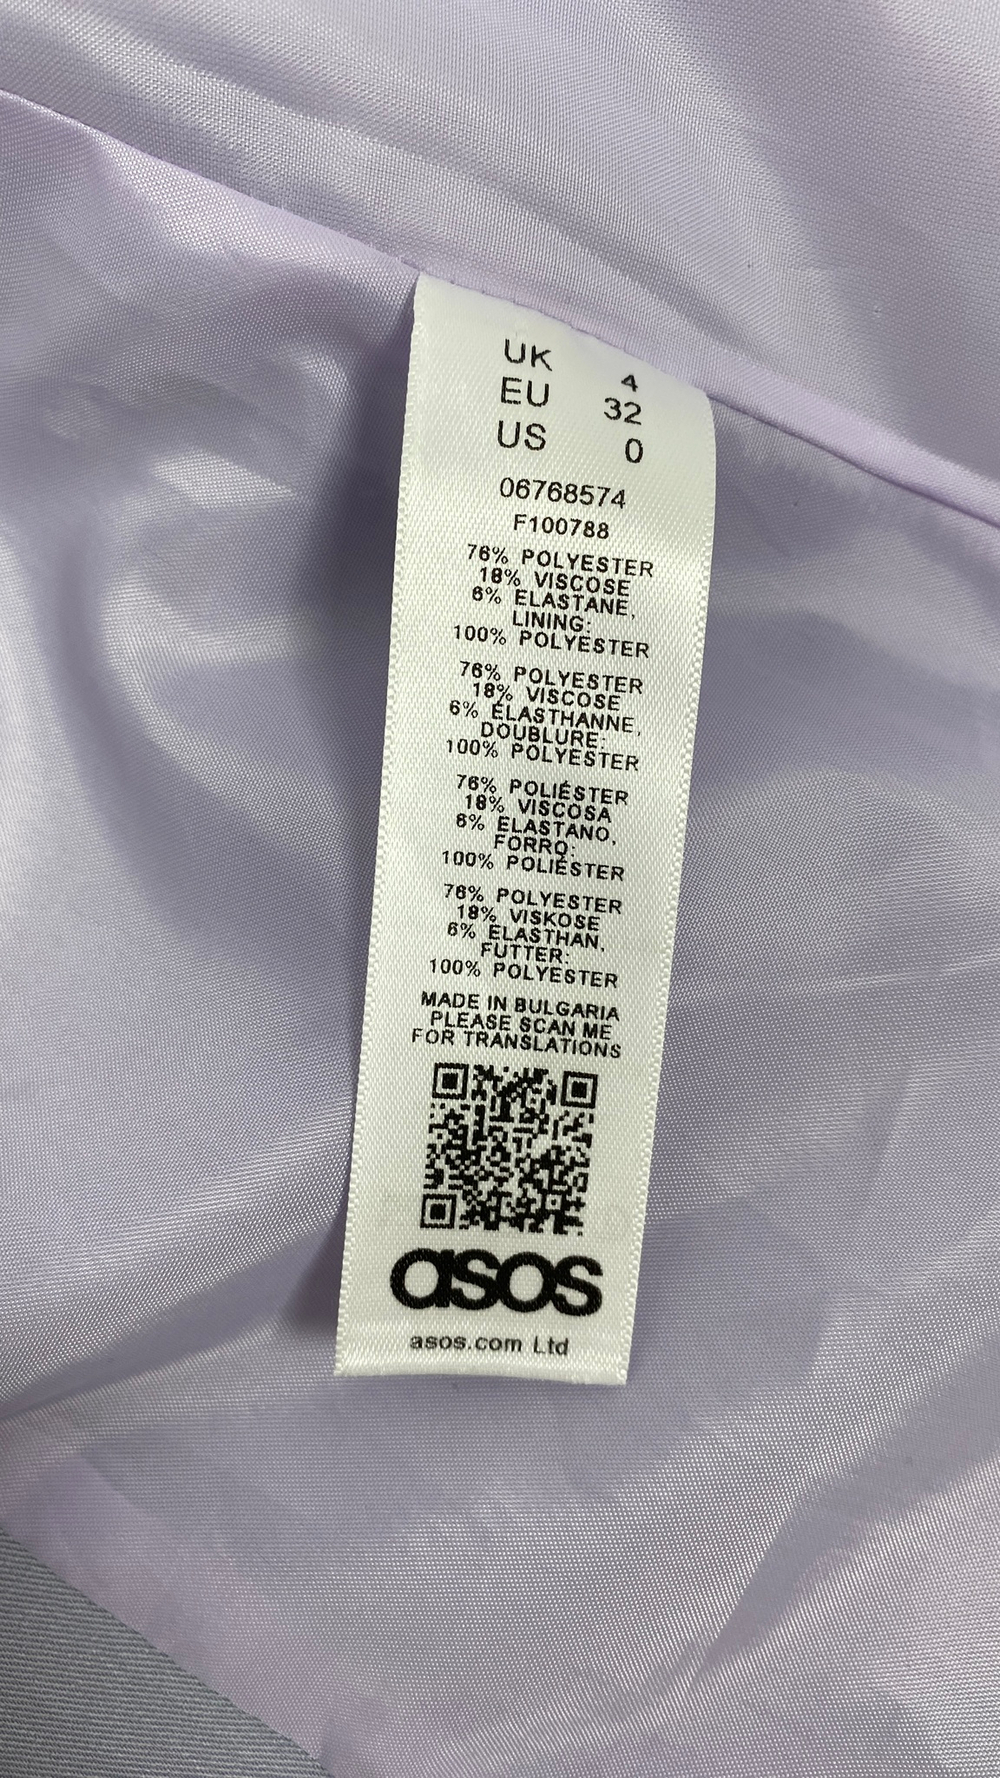 UK 4
EU 32
US 0
06768574
F100788
76% POLYESTER
18% VISCOSE
6% ELASTANE,
LINING:
100% POLYESTER
76% POLYESTER
18% VISCOSE
6% ÉLASTHANNE,
DOUBLURE:
100% POLYESTER
76% POLIÉSTER
18% VISCOSA
6% ELASTANO,
FORRO:
100% POLIÉSTER
76% POLYESTER
18% VISKOSE
6% ELASTHAN,
FUTTER:
100% POLYESTER
MADE IN BULGARIA
PLEASE SCAN ME
FOR TRANSLATIONS
asos
asos.com Ltd